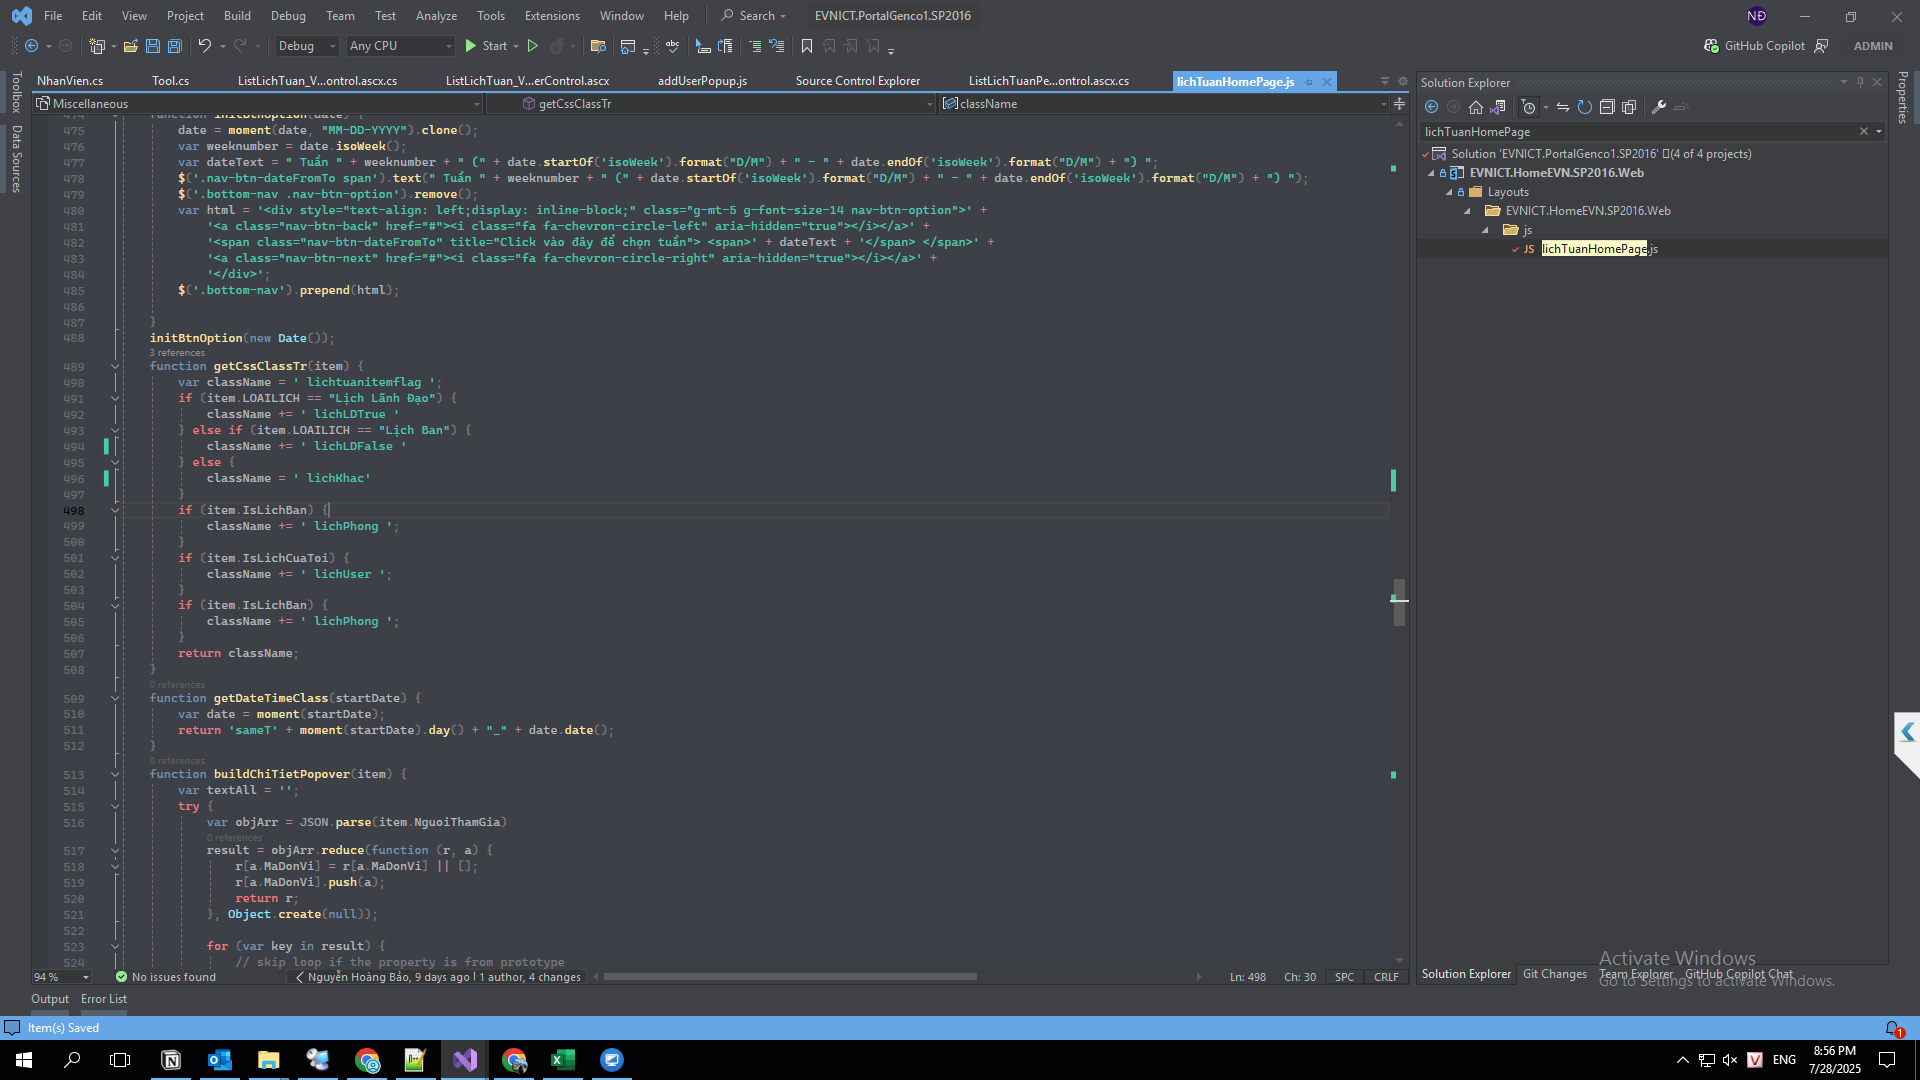 File Edit View Project Build Debug Team Test Analyze Tools Extensions Window Help Search EVNICT.PortalGenco1.SP2016 NĐ
Debug Any CPU Start GitHub Copilot ADMIN
NhanVien.cs Tool.cs ListLichTuan_V...ontrol.ascx.cs ListLichTuan_V...erControl.ascx addUserPopup.js Source Control Explorer ListLichTuanPe...ontrol.ascx.cs lichTuanHomePage.js
Toolbox
Data Sources
Miscellaneous getCssClassTr className
474 function initBtnOption(date) {
475 date = moment(date, "MM-DD-YYYY").clone();
476 var weeknumber = date.isoWeek();
477 var dateText = " Tuần " + weeknumber + " (" + date.startOf('isoWeek').format("D/M") + " - " + date.endOf('isoWeek').format("D/M") + ") ";
478 $('.nav-btn-dateFromTo span').text(" Tuần " + weeknumber + " (" + date.startOf('isoWeek').format("D/M") + " - " + date.endOf('isoWeek').format("D/M") + ") ");
479 $('.bottom-nav .nav-btn-option').remove();
480 var html = '<div style="text-align: left;display: inline-block;" class="g-mt-5 g-font-size-14 nav-btn-option">' +
481 '<a class="nav-btn-back" href="#"><i class="fa fa-chevron-circle-left" aria-hidden="true"></i></a>' +
482 '<span class="nav-btn-dateFromTo" title="Click vào đây để chọn tuần"> <span>' + dateText + '</span> </span>' +
483 '<a class="nav-btn-next" href="#"><i class="fa fa-chevron-circle-right" aria-hidden="true"></i></a>' +
484 '</div>';
485 $('.bottom-nav').prepend(html);
486
487 }
488 initBtnOption(new Date());
3 references
489 function getCssClassTr(item) {
490 var className = ' lichtuanitemflag ';
491 if (item.LOAILICH == "Lịch Lãnh Đạo") {
492 className += ' lichLDTrue '
493 } else if (item.LOAILICH == "Lịch Ban") {
494 className += ' lichLDFalse '
495 } else {
496 className = ' lichKhac'
497 }
498 if (item.IsLichBan) {
499 className += ' lichPhong ';
500 }
501 if (item.IsLichCuaToi) {
502 className += ' lichUser ';
503 }
504 if (item.IsLichBan) {
505 className += ' lichPhong ';
506 }
507 return className;
508 }
0 references
509 function getDateTimeClass(startDate) {
510 var date = moment(startDate);
511 return 'sameT' + moment(startDate).day() + "_" + date.date();
512 }
0 references
513 function buildChiTietPopover(item) {
514 var textAll = '';
515 try {
516 var objArr = JSON.parse(item.NguoiThamGia)
0 references
517 result = objArr.reduce(function (r, a) {
518 r[a.MaDonVi] = r[a.MaDonVi] || [];
519 r[a.MaDonVi].push(a);
520 return r;
521 }, Object.create(null));
522
523 for (var key in result) {
524 // skip loop if the property is from prototype
94 % No issues found Nguyễn Hoàng Bảo, 9 days ago | 1 author, 4 changes Ln: 498 Ch: 30 SPC CRLF
Solution Explorer
lichTuanHomePage
Solution 'EVNICT.PortalGenco1.SP2016' (4 of 4 projects)
EVNICT.HomeEVN.SP2016.Web
Layouts
EVNICT.HomeEVN.SP2016.Web
js
JS lichTuanHomePage.js
Properties
Activate Windows
Go to Settings to activate Windows.
Solution Explorer Git Changes Team Explorer GitHub Copilot Chat
Output Error List
Item(s) Saved 1
V ENG 8:56 PM
7/28/2025